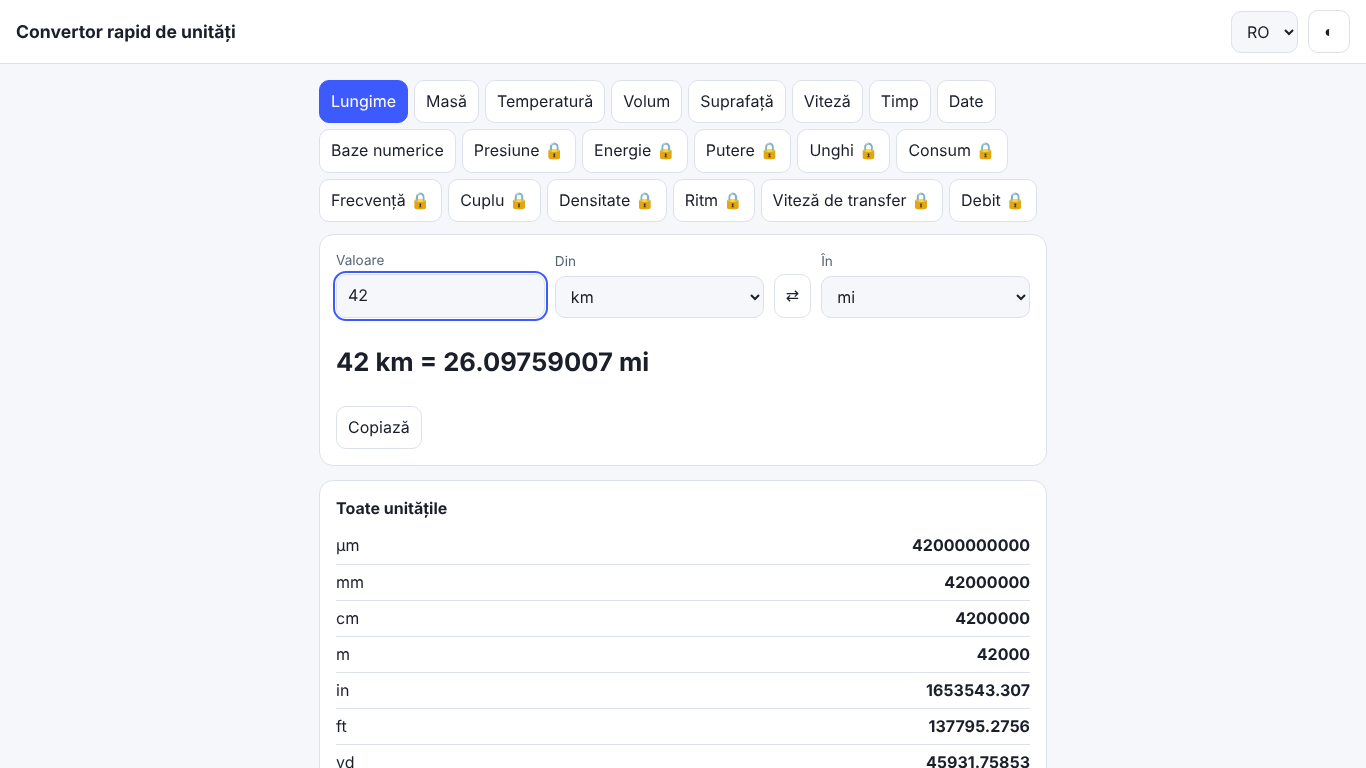 Convertor rapid de unități
RO
Lungime Masă Temperatură Volum Suprafață Viteză Timp Date
Baze numerice Presiune 🔒 Energie 🔒 Putere 🔒 Unghi 🔒 Consum 🔒
Frecvență 🔒 Cuplu 🔒 Densitate 🔒 Ritm 🔒 Viteză de transfer 🔒 Debit 🔒
Valoare Din În
42 km ⇄ mi
42 km = 26.09759007 mi
Copiază
Toate unitățile
μm 42000000000
mm 42000000
cm 4200000
m 42000
in 1653543.307
ft 137795.2756
yd 45931.75853